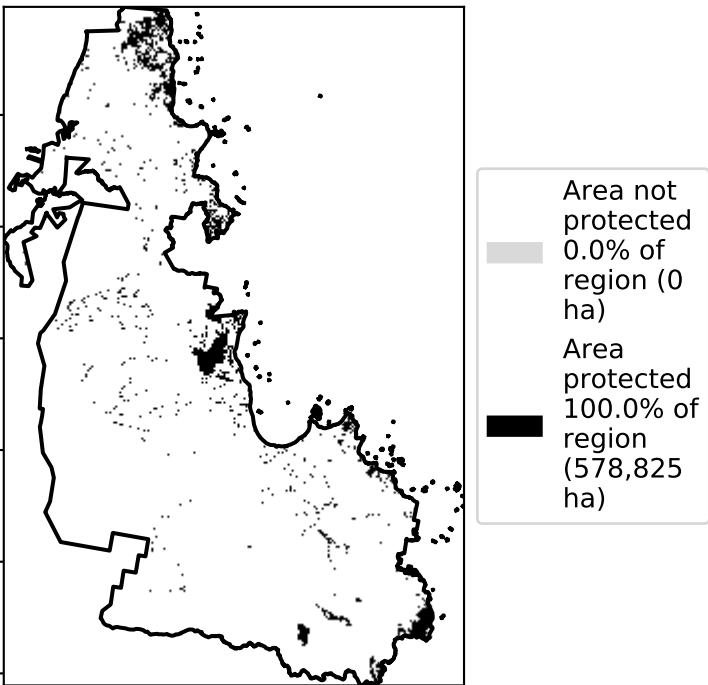 Area not
protected
0.0% of
region (0
ha)
Area
protected
100.0% of
region
(578,825
ha)